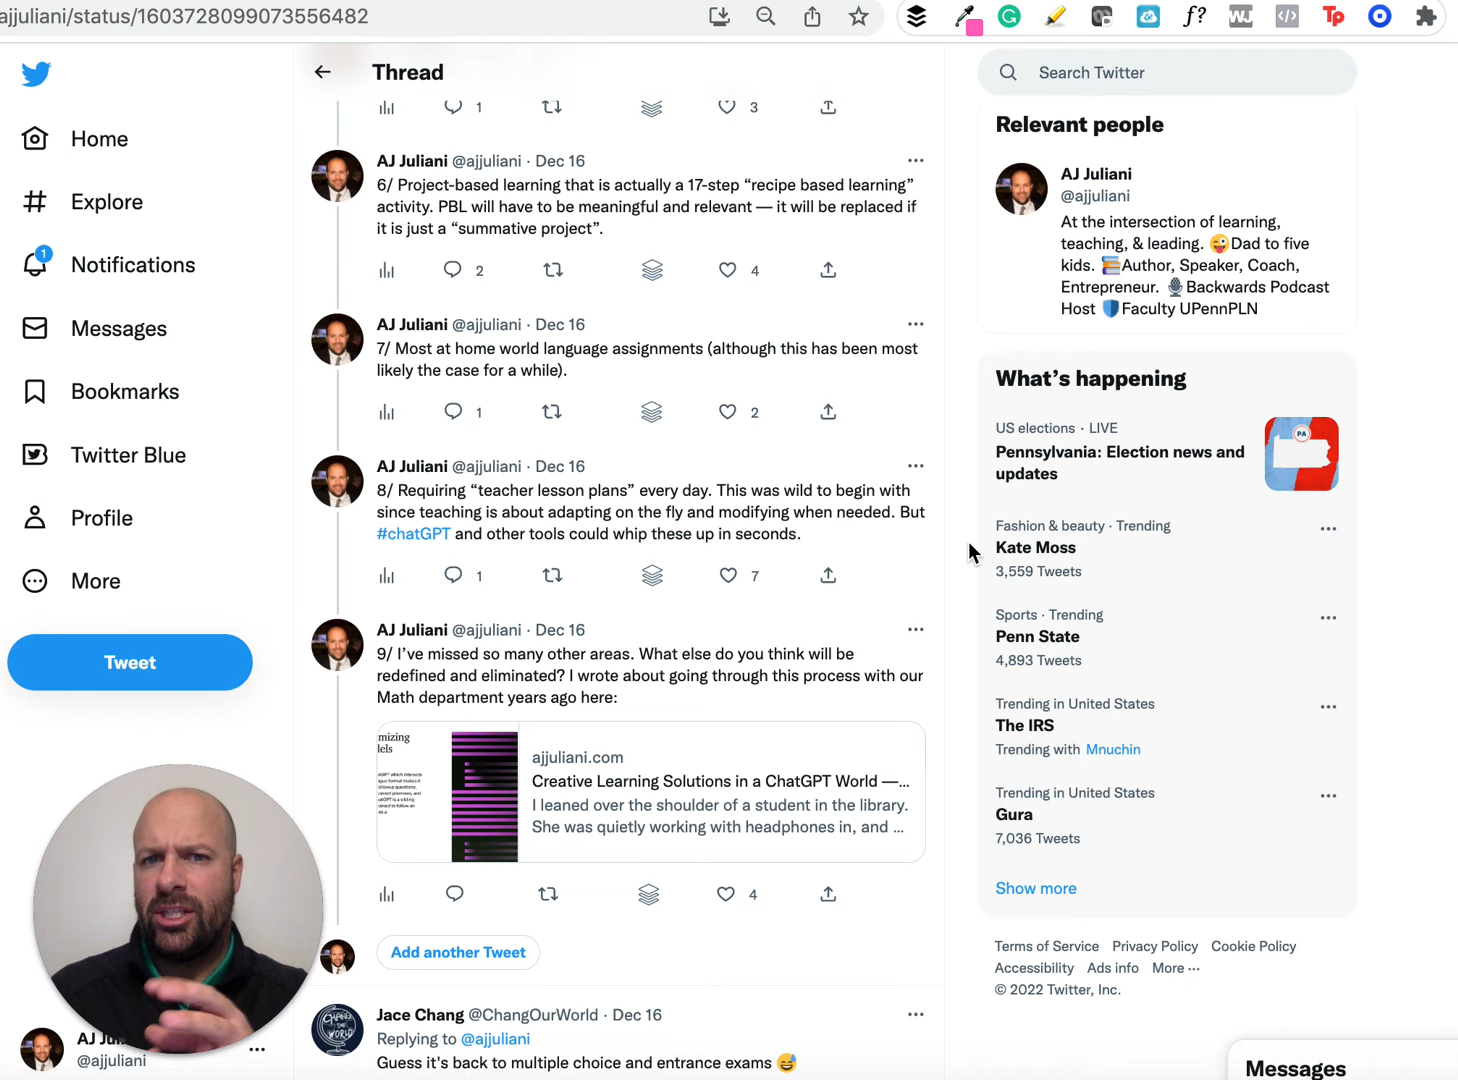 ajjuliani/status/1603728099073556482
f?
WJ
</>
Tp
Home
Explore
1
Notifications
Messages
Bookmarks
Twitter Blue
Profile
More
Tweet
AJ
@ajjuliani
Thread
1
3
AJ Juliani @ajjuliani · Dec 16
6/ Project-based learning that is actually a 17-step “recipe based learning”
activity. PBL will have to be meaningful and relevant — it will be replaced if
it is just a “summative project”.
2
4
AJ Juliani @ajjuliani · Dec 16
7/ Most at home world language assignments (although this has been most
likely the case for a while).
1
2
AJ Juliani @ajjuliani · Dec 16
8/ Requiring “teacher lesson plans” every day. This was wild to begin with
since teaching is about adapting on the fly and modifying when needed. But
#chatGPT and other tools could whip these up in seconds.
1
7
AJ Juliani @ajjuliani · Dec 16
9/ I’ve missed so many other areas. What else do you think will be
redefined and eliminated? I wrote about going through this process with our
Math department years ago here:
mizing
ajjuliani.com
Creative Learning Solutions in a ChatGPT World —...
I leaned over the shoulder of a student in the library.
She was quietly working with headphones in, and ...
4
Add another Tweet
CHANGE THE WORLD
Jace Chang @ChangOurWorld · Dec 16
Replying to @ajjuliani
Guess it's back to multiple choice and entrance exams 😅
Search Twitter
Relevant people
AJ Juliani
@ajjuliani
At the intersection of learning,
teaching, & leading. 😜Dad to five
kids. 📚Author, Speaker, Coach,
Entrepreneur. 🎙Backwards Podcast
Host 🛡Faculty UPennPLN
What’s happening
US elections · LIVE
Pennsylvania: Election news and
updates
PA
Fashion & beauty · Trending
Kate Moss
3,559 Tweets
Sports · Trending
Penn State
4,893 Tweets
Trending in United States
The IRS
Trending with Mnuchin
Trending in United States
Gura
7,036 Tweets
Show more
Terms of Service Privacy Policy Cookie Policy
Accessibility Ads info More ···
© 2022 Twitter, Inc.
Messages